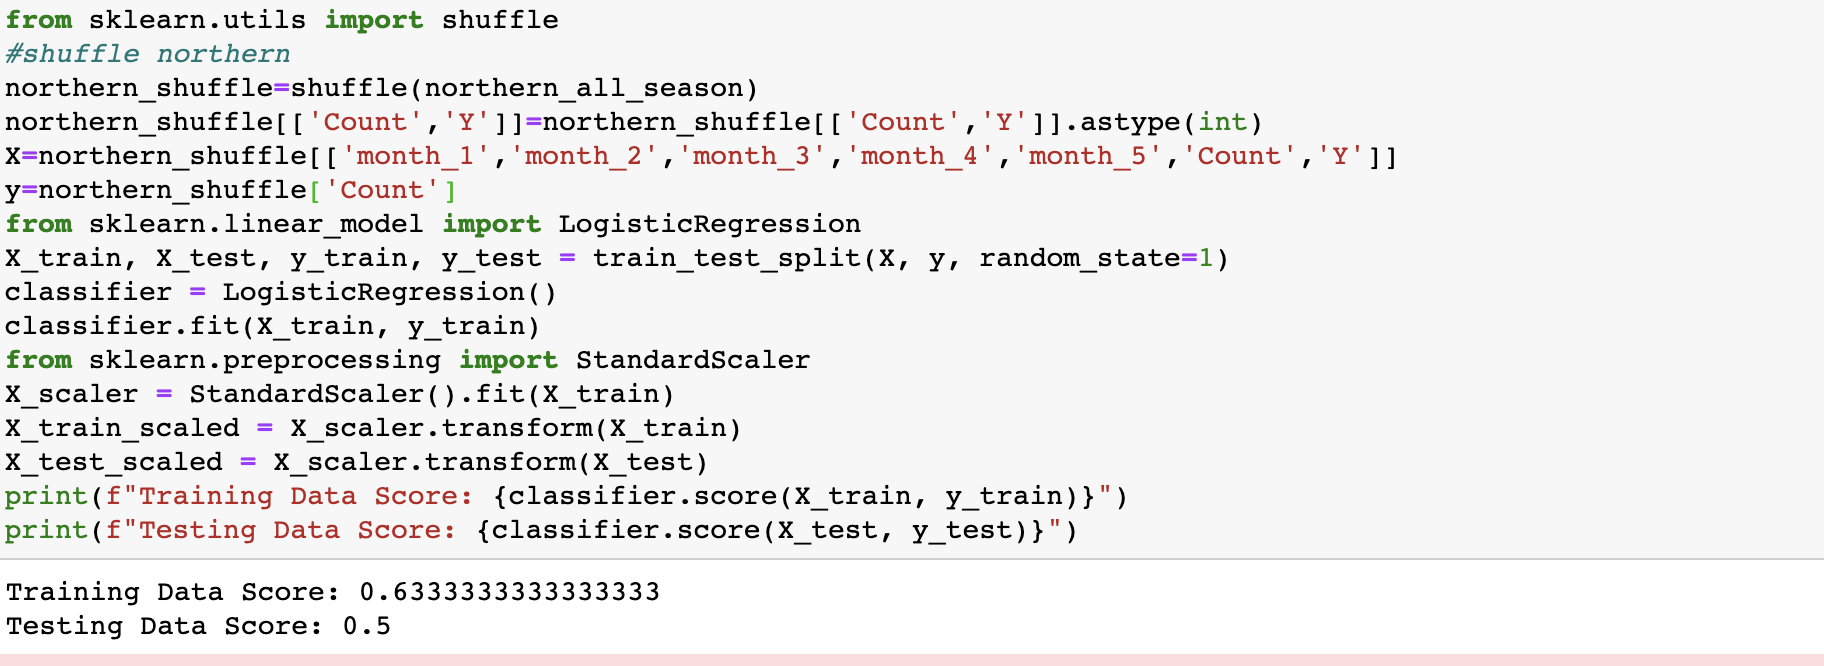 from sklearn.utils import shuffle
#shuffle northern
northern_shuffle=shuffle(northern_all_season)
northern_shuffle[['Count','Y']]=northern_shuffle[['Count','Y']].astype(int)
X=northern_shuffle[['month_1','month_2','month_3','month_4','month_5','Count','Y']]
y=northern_shuffle['Count']
from sklearn.linear_model import LogisticRegression
X_train, X_test, y_train, y_test = train_test_split(X, y, random_state=1)
classifier = LogisticRegression()
classifier.fit(X_train, y_train)
from sklearn.preprocessing import StandardScaler
X_scaler = StandardScaler().fit(X_train)
X_train_scaled = X_scaler.transform(X_train)
X_test_scaled = X_scaler.transform(X_test)
print(f"Training Data Score: {classifier.score(X_train, y_train)}")
print(f"Testing Data Score: {classifier.score(X_test, y_test)}")
Training Data Score: 0.6333333333333333
Testing Data Score: 0.5